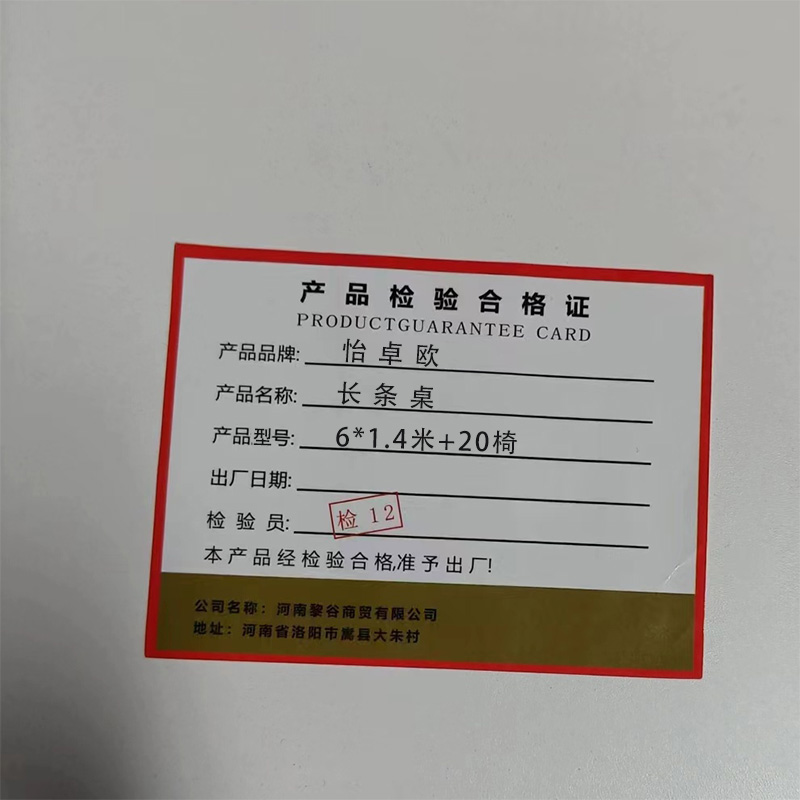 产品检验合格证
PRODUCTGUARANTEE CARD
产品品牌: 怡卓欧
产品名称: 长条桌
产品型号: 6*1.4米+20椅
出厂日期:
检验员: 检 12
本产品经检验合格,准予出厂!
公司名称：河南黎谷商贸有限公司
地址：河南省洛阳市嵩县大朱村